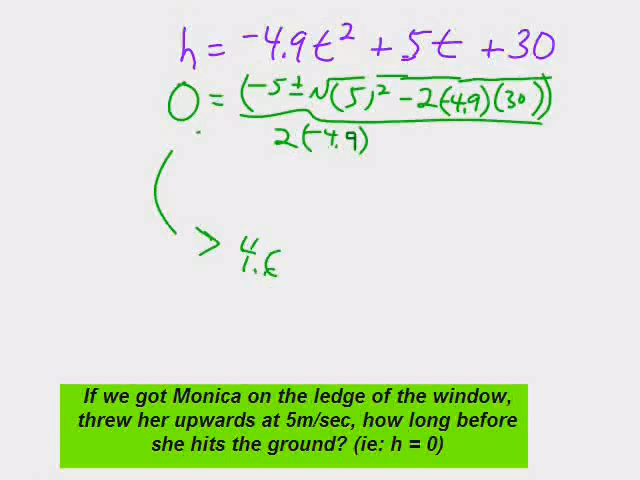 h = -4.9t² + 5t + 30
0 = (-5 ± √(5)² - 2(-4.9)(30))
2(-4.9)
> 4.6
If we got Monica on the ledge of the window,
threw her upwards at 5m/sec, how long before
she hits the ground? (ie: h = 0)